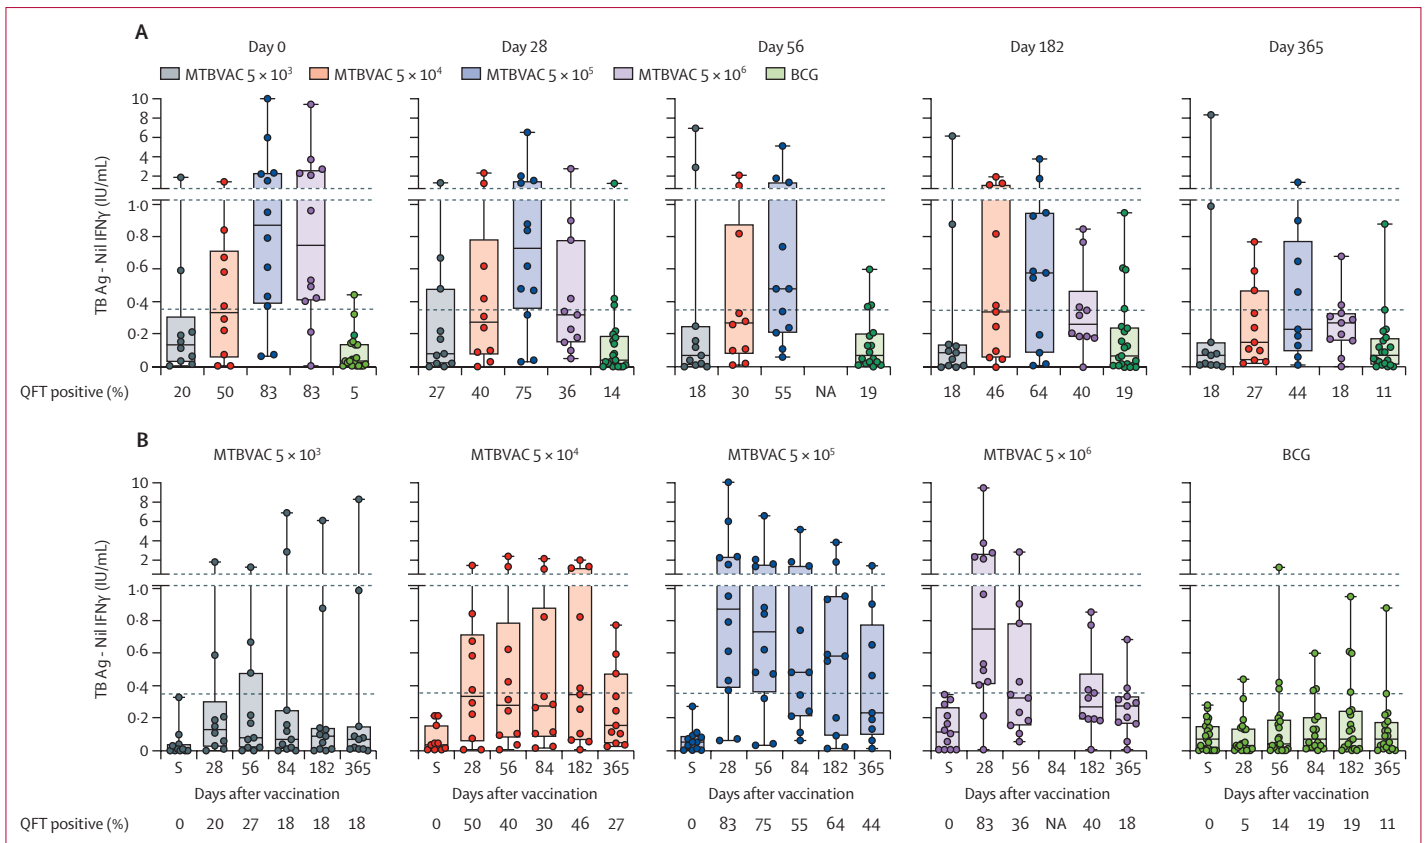 A
Day 0 Day 28 Day 56 Day 182 Day 365
MTBVAC 5 × 10³ MTBVAC 5 × 10⁴ MTBVAC 5 × 10⁵ MTBVAC 5 × 10⁶ BCG
TB Ag - Nil IFNγ (IU/mL)
10
8
6
4
2
1·0
0·8
0·6
0·4
0·2
0
QFT positive (%) 20 50 83 83 5 27 40 75 36 14 18 30 55 NA 19 18 46 64 40 19 18 27 44 18 11
B
MTBVAC 5 × 10³ MTBVAC 5 × 10⁴ MTBVAC 5 × 10⁵ MTBVAC 5 × 10⁶ BCG
TB Ag - Nil IFNγ (IU/mL)
10
8
6
4
2
1·0
0·8
0·6
0·4
0·2
0
S 28 56 84 182 365 S 28 56 84 182 365 S 28 56 84 182 365 S 28 56 84 182 365 S 28 56 84 182 365
Days after vaccination Days after vaccination Days after vaccination Days after vaccination Days after vaccination
QFT positive (%) 0 20 27 18 18 18 0 50 40 30 46 27 0 83 75 55 64 44 0 83 36 NA 40 18 0 5 14 19 19 11